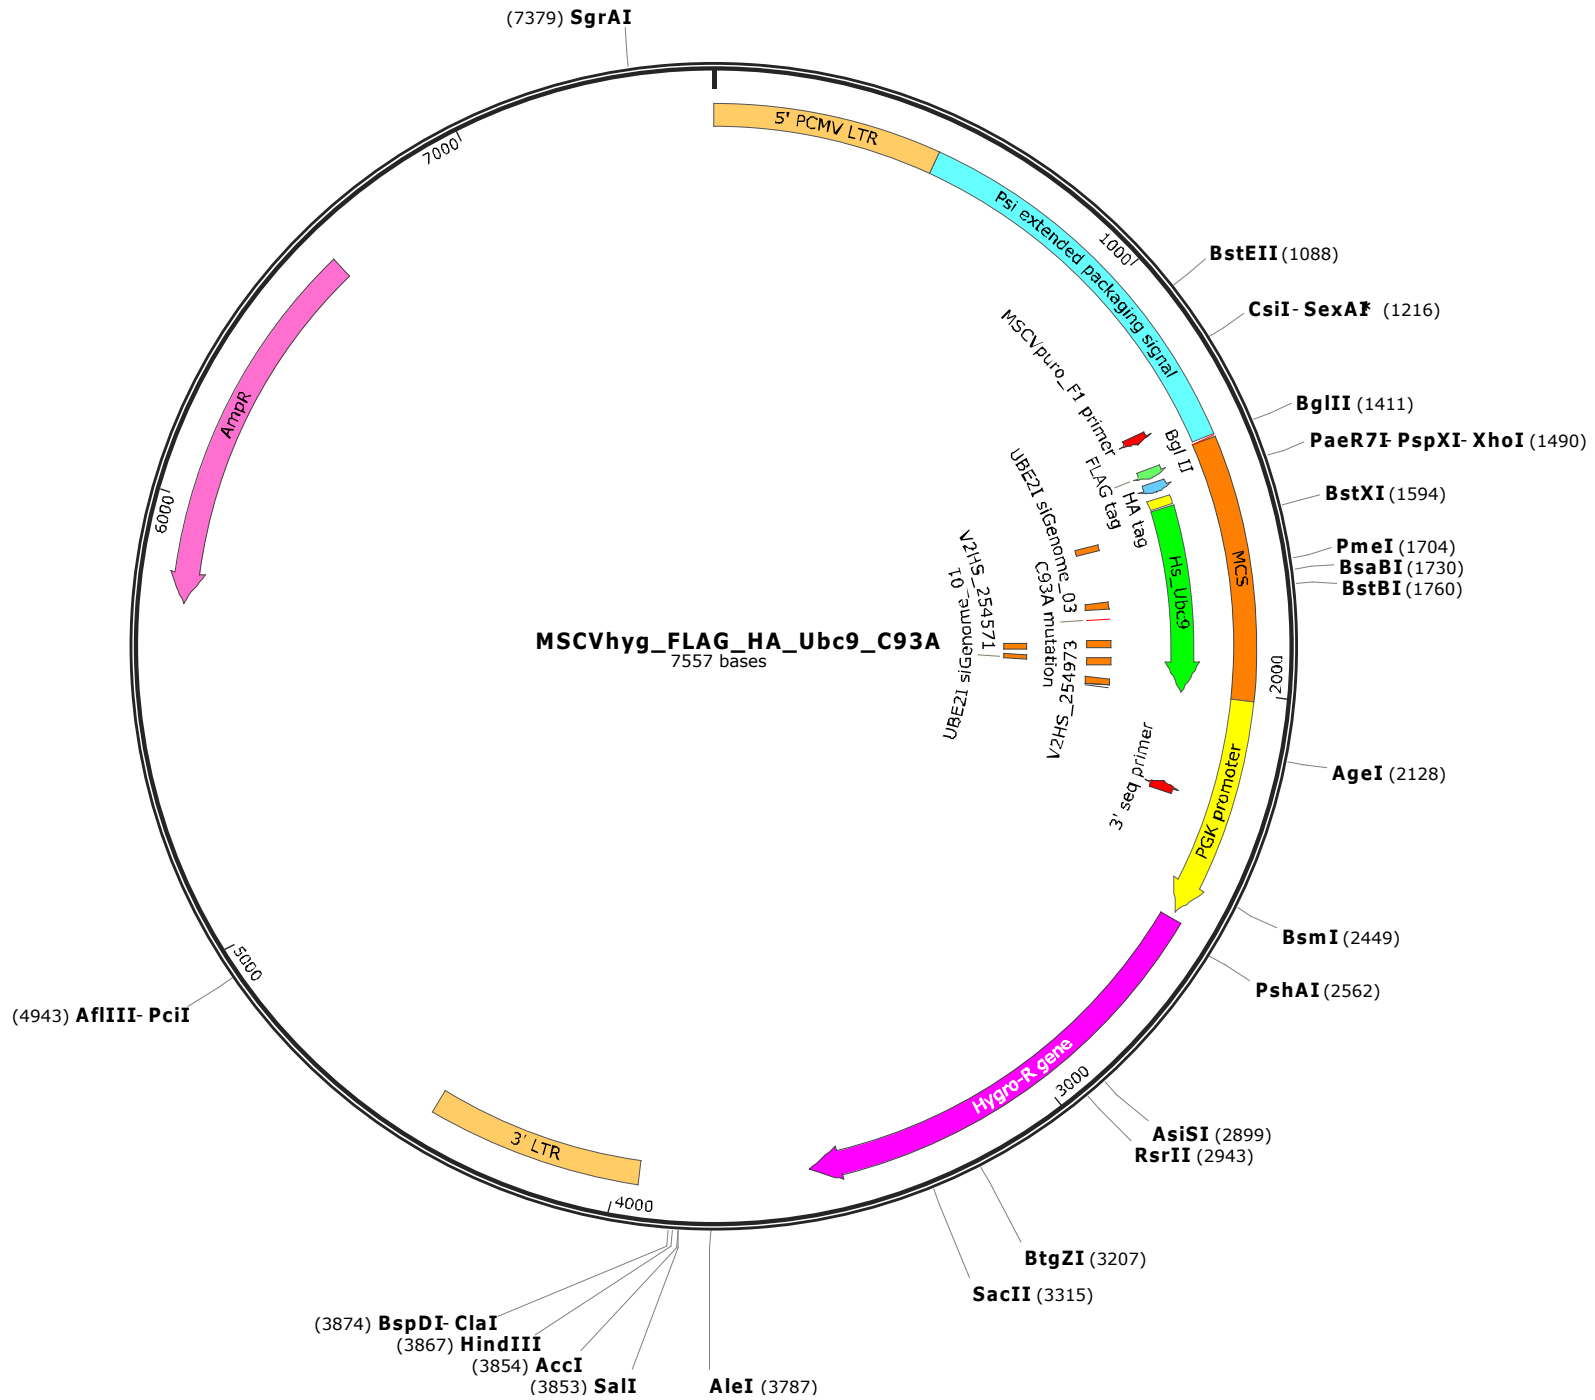 (7379) SgrAI
5' PCMV LTR
7000
Psi extended packaging signal
1000
BstEII (1088)
CsiI - SexAI* (1216)
MSCVpuro_F1 primer
BglII (1411)
Bgl II
PaeR7I - PspXI - XhoI (1490)
FLAG tag
HA tag
BstXI (1594)
AmpR
UBE2I siGenome_03
6000
V2HS_254571
MCS
PmeI (1704)
BsaBI (1730)
BstBI (1760)
Hs_Ubc9
C93A mutation
UBE2I siGenome_01
MSCVhyg_FLAG_HA_Ubc9_C93A
7557 bases
V2HS_254973
2000
3' seq primer
AgeI (2128)
PGK promoter
BsmI (2449)
5000
PshAI (2562)
(4943) AflIII - PciI
Hygro-R gene
3000
AsiSI (2899)
RsrII (2943)
3' LTR
4000
BtgZI (3207)
SacII (3315)
(3874) BspDI - ClaI
(3867) HindIII
(3854) AccI
(3853) SalI
AleI (3787)